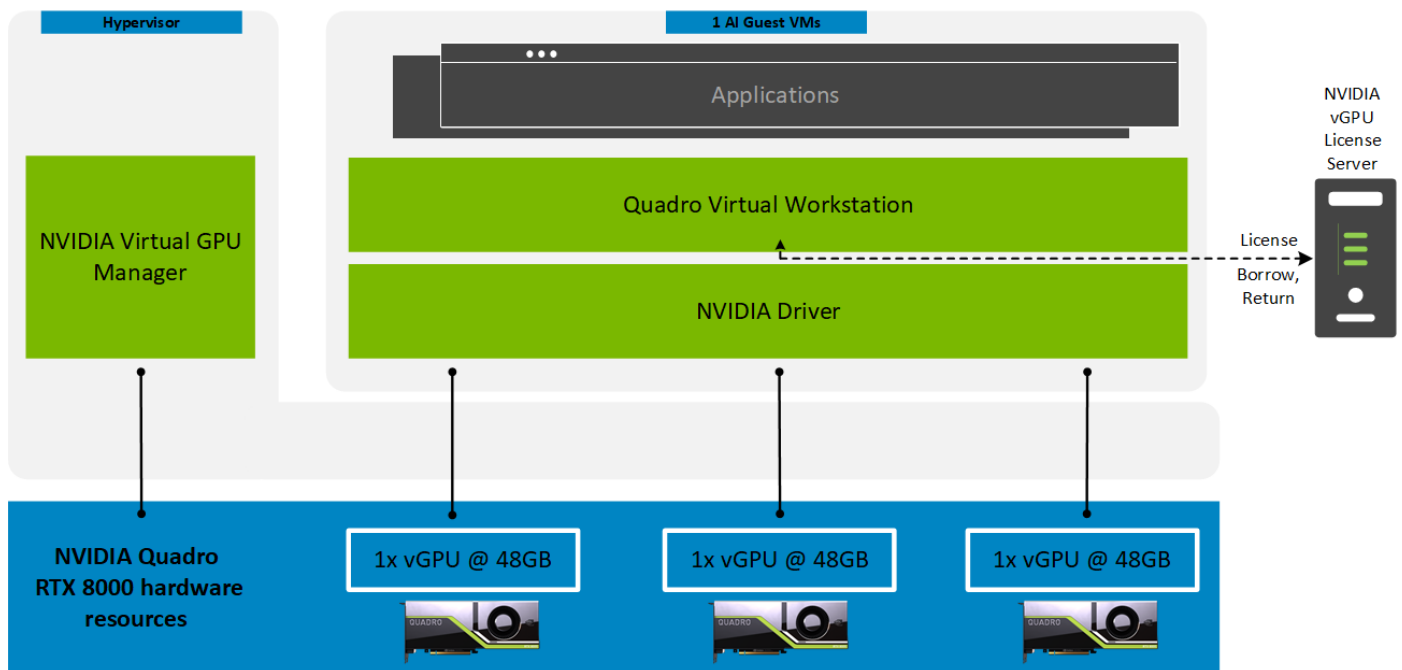 Hypervisor
1 AI Guest VMs
Applications
NVIDIA
vGPU
License
Server
NVIDIA Virtual GPU
Manager
Quadro Virtual Workstation
License
Borrow,
Return
NVIDIA Driver
NVIDIA Quadro
RTX 8000 hardware
resources
1x vGPU @ 48GB
1x vGPU @ 48GB
1x vGPU @ 48GB
QUADRO
QUADRO
QUADRO